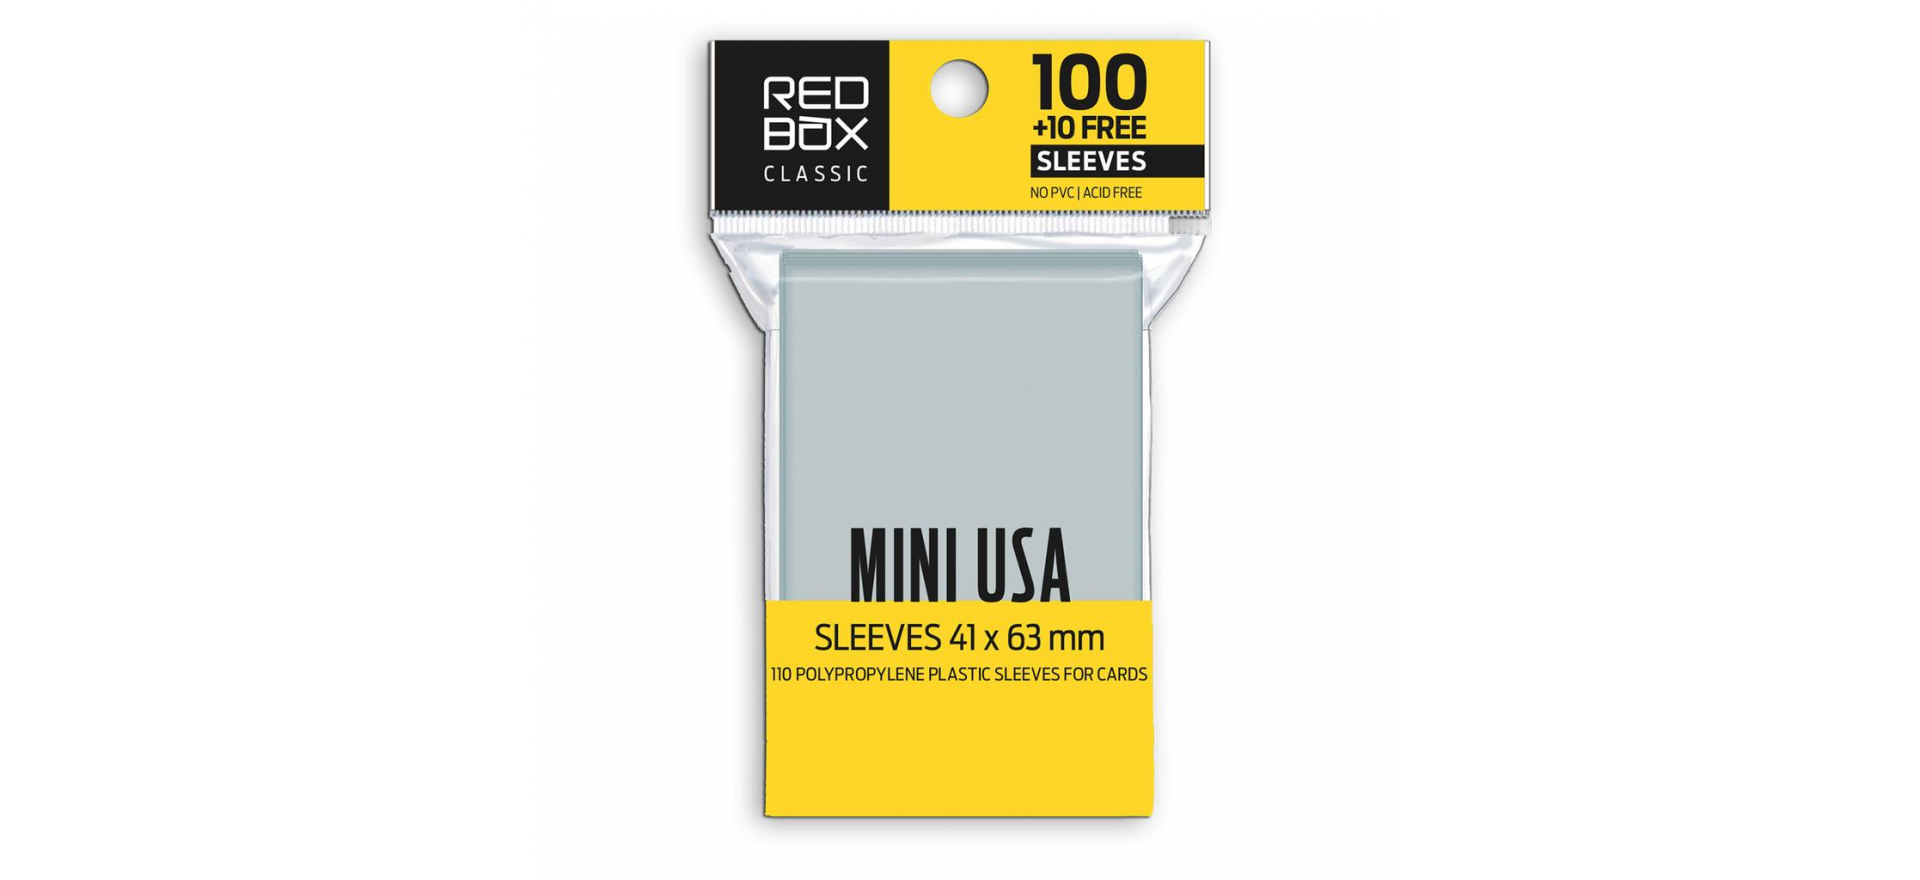 RED
BOX
CLASSIC
100
+10 FREE
SLEEVES
NO PVC | ACID FREE
MINI USA
SLEEVES 41 x 63 mm
110 POLYPROPYLENE PLASTIC SLEEVES FOR CARDS